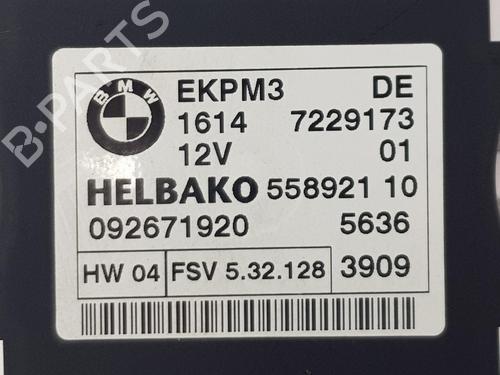 B-PARTS
BMW
EKPM3 DE
1614 7229173
12V 01
HELBAKO 558921 10
092671920 5636
HW 04 FSV 5.32.128 3909